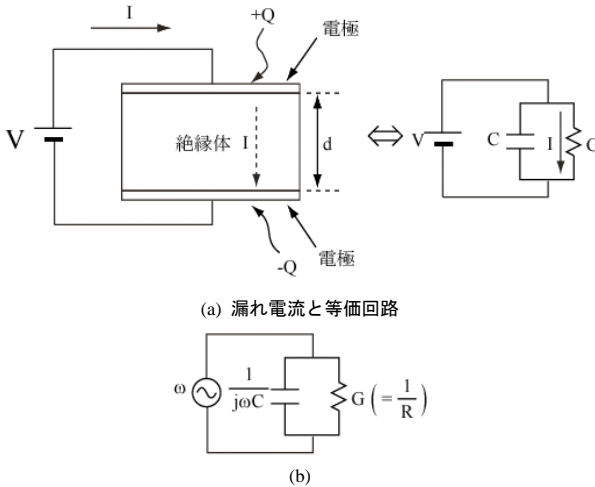 I
+Q
電極
V
絶縁体 I
d
V
C
I
G
-Q
電極
(a) 漏れ電流と等価回路
ω
1
jωC
G ( = 1
R )
(b)